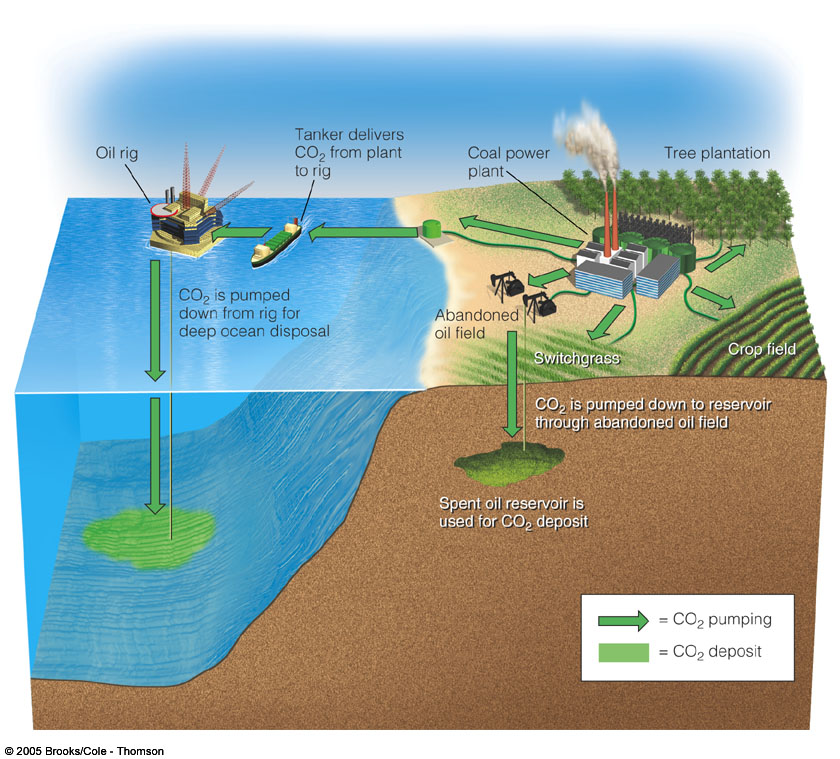 Oil rig
Tanker delivers
CO₂ from plant
to rig
Coal power
plant
Tree plantation
CO₂ is pumped
down from rig for
deep ocean disposal
Abandoned
oil field
Switchgrass
Crop field
CO₂ is pumped down to reservoir
through abandoned oil field
Spent oil reservoir is
used for CO₂ deposit
= CO₂ pumping
= CO₂ deposit
© 2005 Brooks/Cole - Thomson